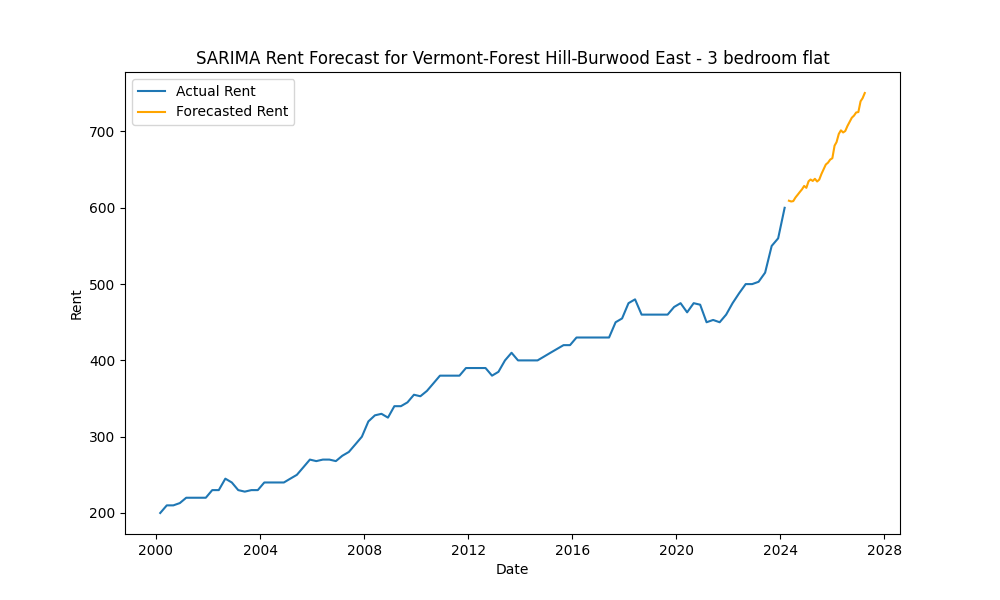 SARIMA Rent Forecast for Vermont-Forest Hill-Burwood East - 3 bedroom flat
Actual Rent
Forecasted Rent
700
600
500
400
300
200
Rent
2000 2004 2008 2012 2016 2020 2024 2028
Date